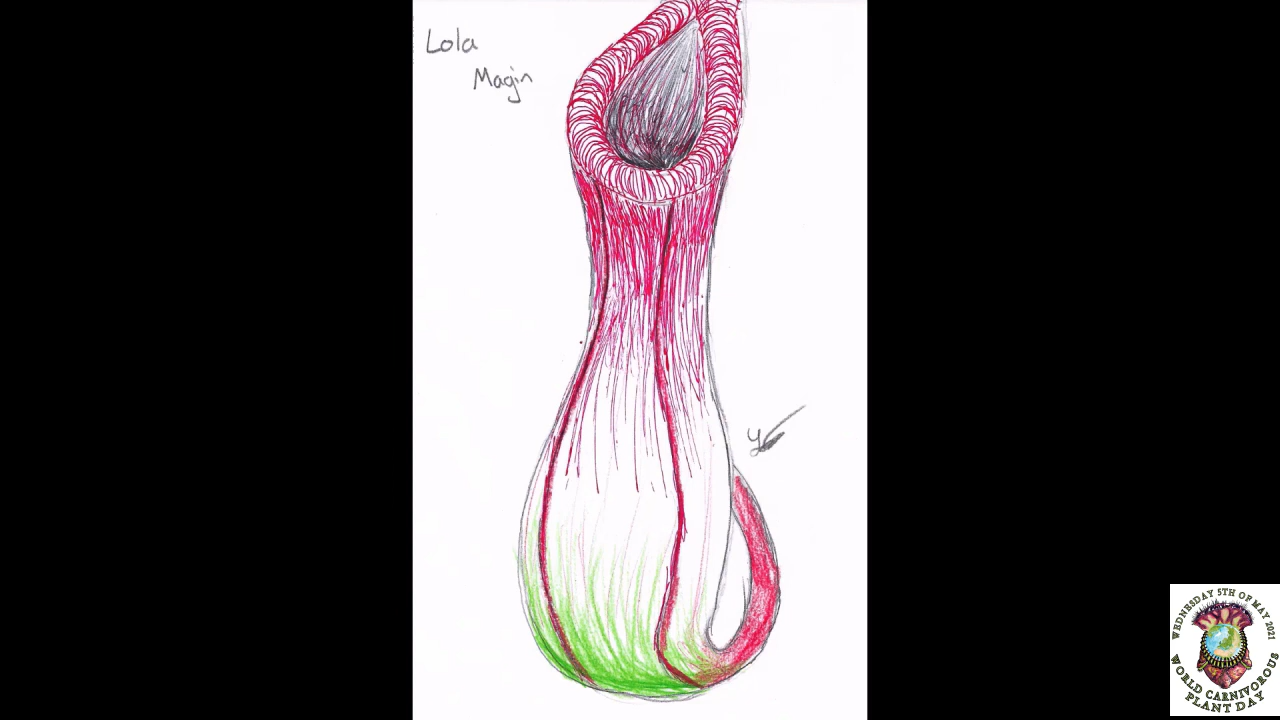 Lola
Magin
WEDNESDAY 5TH OF MAY 2021
WORLD CARNIVOROUS
PLANT DAY